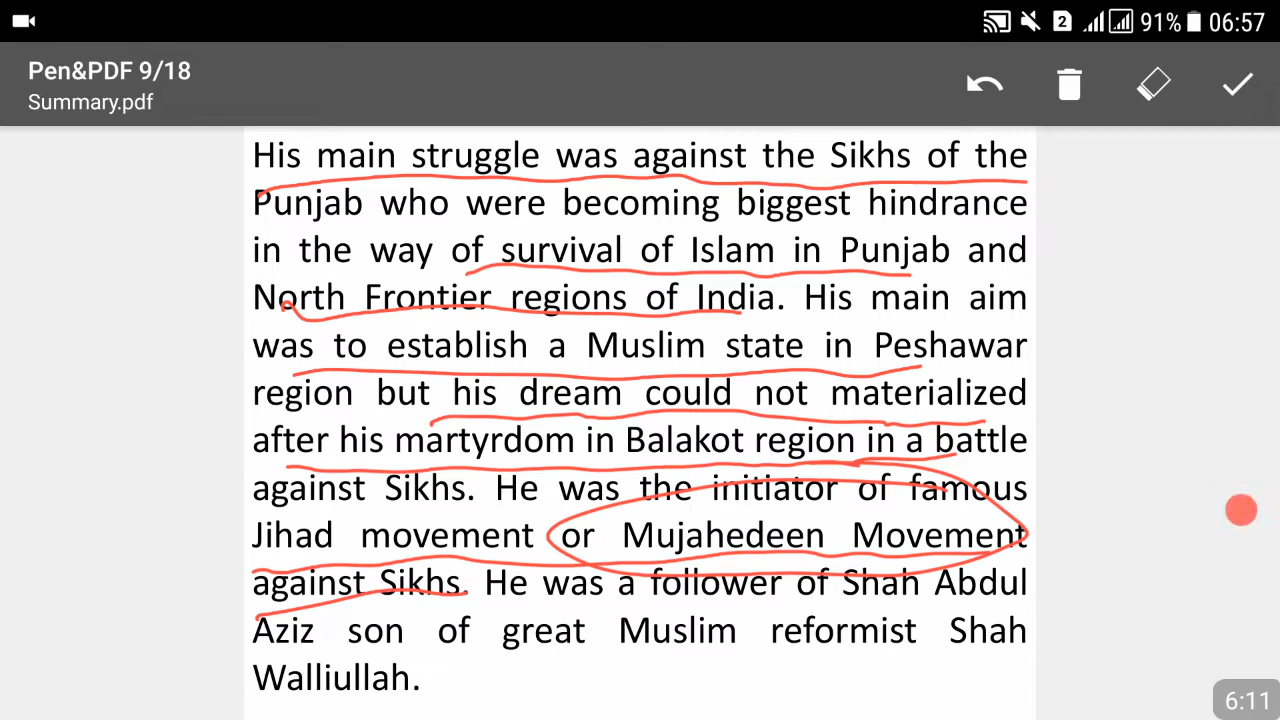 2 91% 06:57
Pen&PDF 9/18
Summary.pdf
His main struggle was against the Sikhs of the
Punjab who were becoming biggest hindrance
in the way of survival of Islam in Punjab and
North Frontier regions of India. His main aim
was to establish a Muslim state in Peshawar
region but his dream could not materialized
after his martyrdom in Balakot region in a battle
against Sikhs. He was the initiator of famous
Jihad movement or Mujahedeen Movement
against Sikhs. He was a follower of Shah Abdul
Aziz son of great Muslim reformist Shah
Walliullah.
6:11